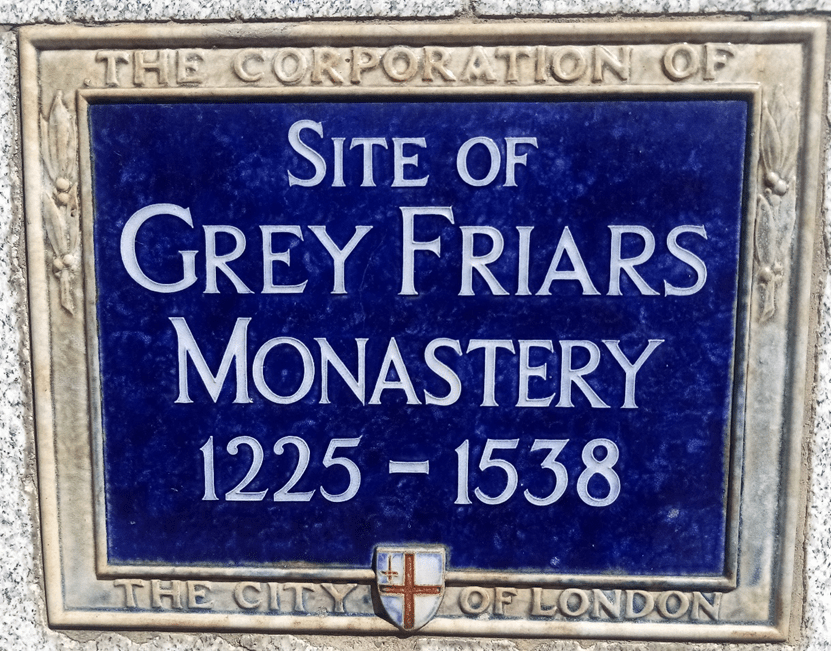 THE CORPORATION OF
SITE OF
GREY FRIARS
MONASTERY
1225 – 1538
THE CITY OF LONDON